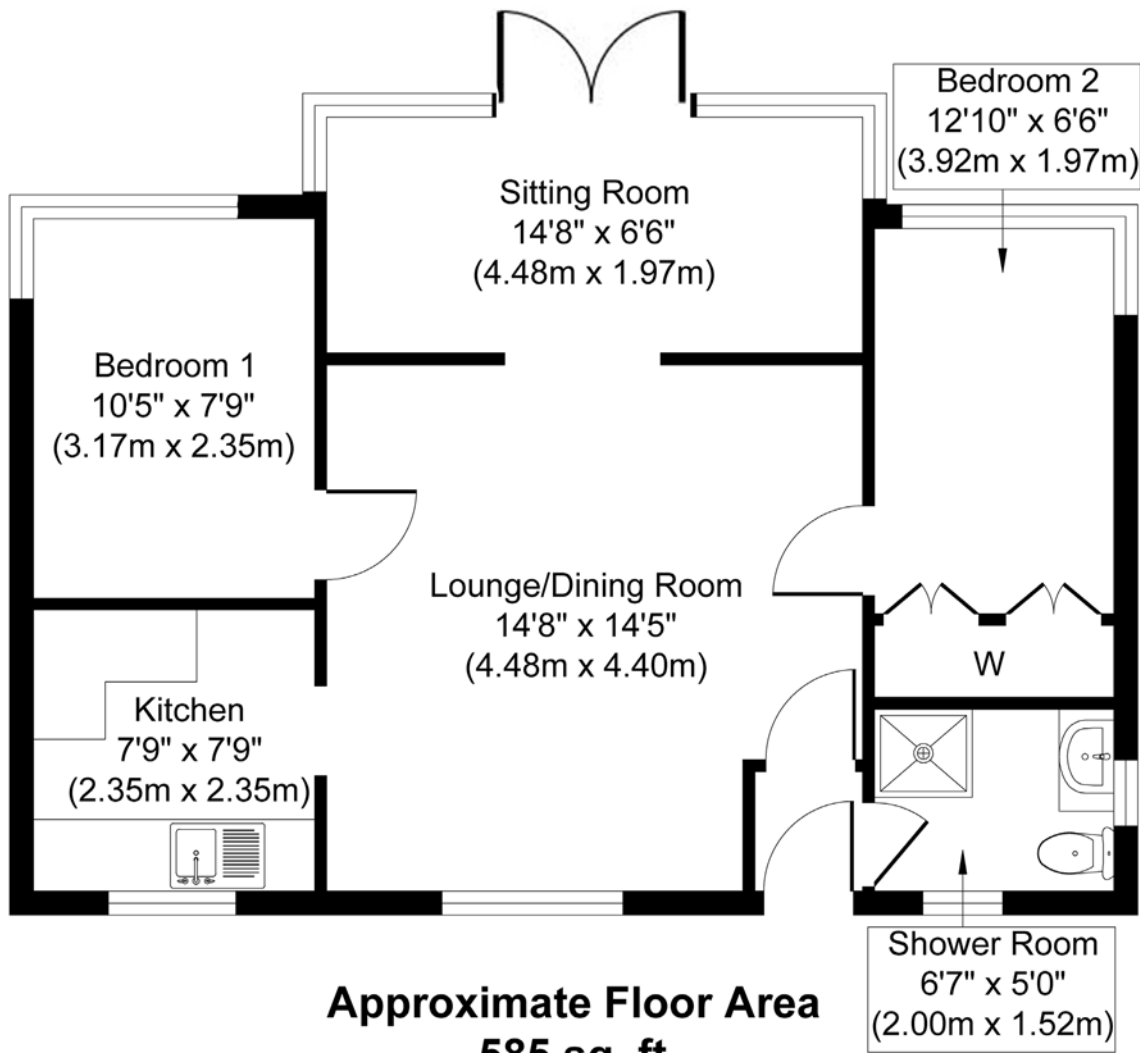 Bedroom 2
12'10" x 6'6"
(3.92m x 1.97m)
Sitting Room
14'8" x 6'6"
(4.48m x 1.97m)
Bedroom 1
10'5" x 7'9"
(3.17m x 2.35m)
Lounge/Dining Room
14'8" x 14'5"
(4.48m x 4.40m)
W
Kitchen
7'9" x 7'9"
(2.35m x 2.35m)
Shower Room
6'7" x 5'0"
(2.00m x 1.52m)
Approximate Floor Area
585 sq. ft